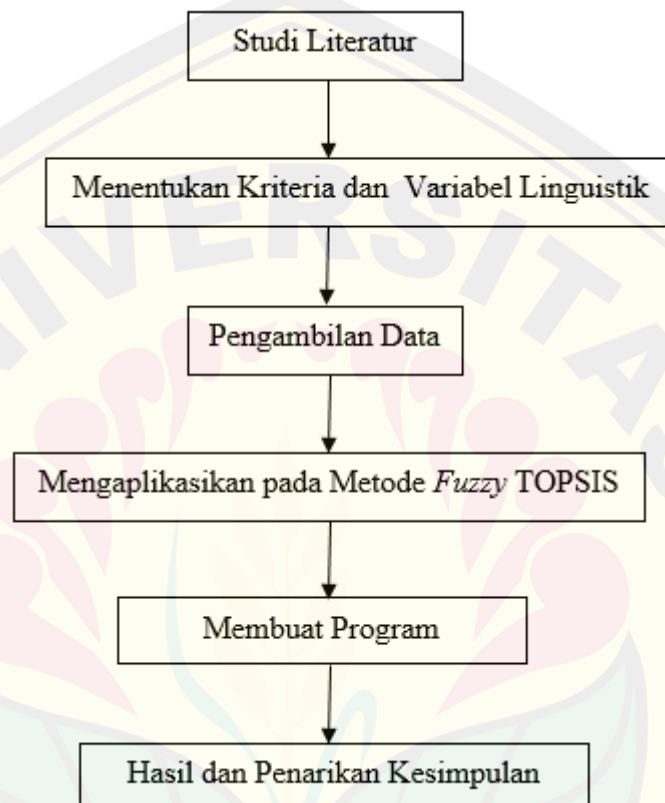 Studi Literatur
Menentukan Kriteria dan Variabel Linguistik
Pengambilan Data
Mengaplikasikan pada Metode Fuzzy TOPSIS
Membuat Program
Hasil dan Penarikan Kesimpulan